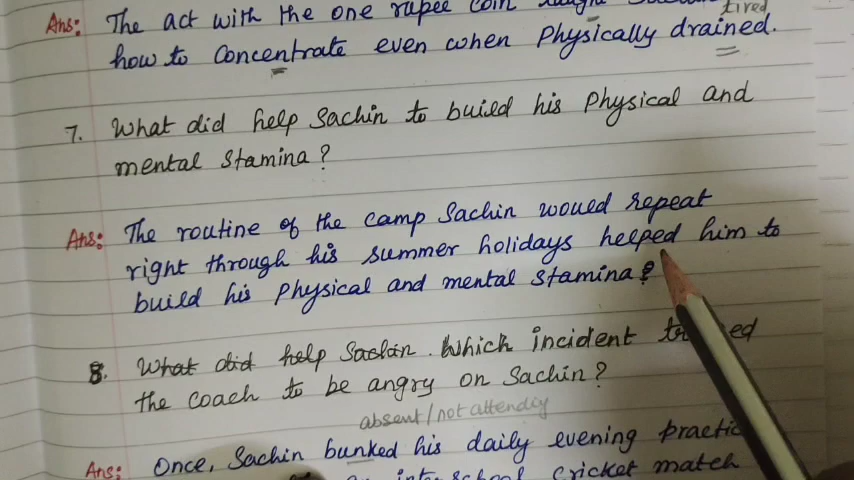 tired
Ans: The act with the one rupee coin
how to concentrate even when Physically drained.
7. What did help Sachin to build his Physical and
mental stamina?
Ans: The routine of the camp Sachin would repeat
right through his summer holidays helped him to
build his Physical and mental stamina
8. What did help Sachin. Which incident
the coach to be angry on Sachin?
absent/not attending
Ans: Once, Sachin bunked his daily evening
cricket match